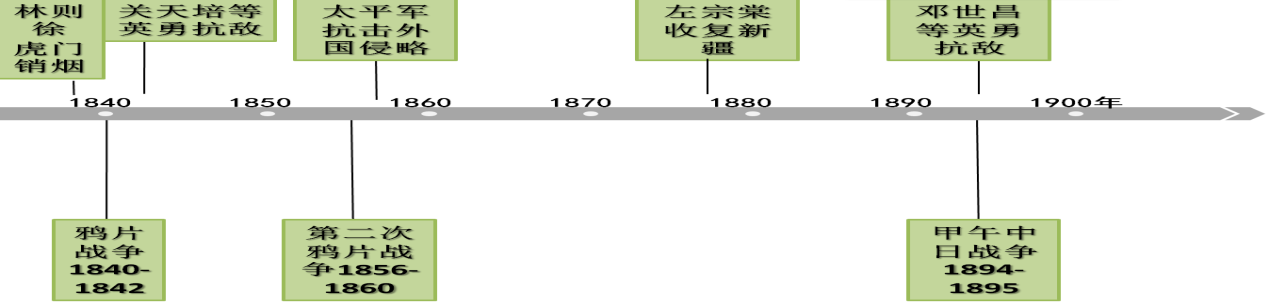 林则
徐
虎门
销烟
关天培等
英勇抗敌
太平军
抗击外
国侵略
左宗棠
收复新
疆
邓世昌
等英勇
抗敌
1840
1850
1860
1870
1880
1890
1900年
鸦片
战争
1840-
1842
第二次
鸦片战
争1856-
1860
甲午中
日战争
1894-
1895